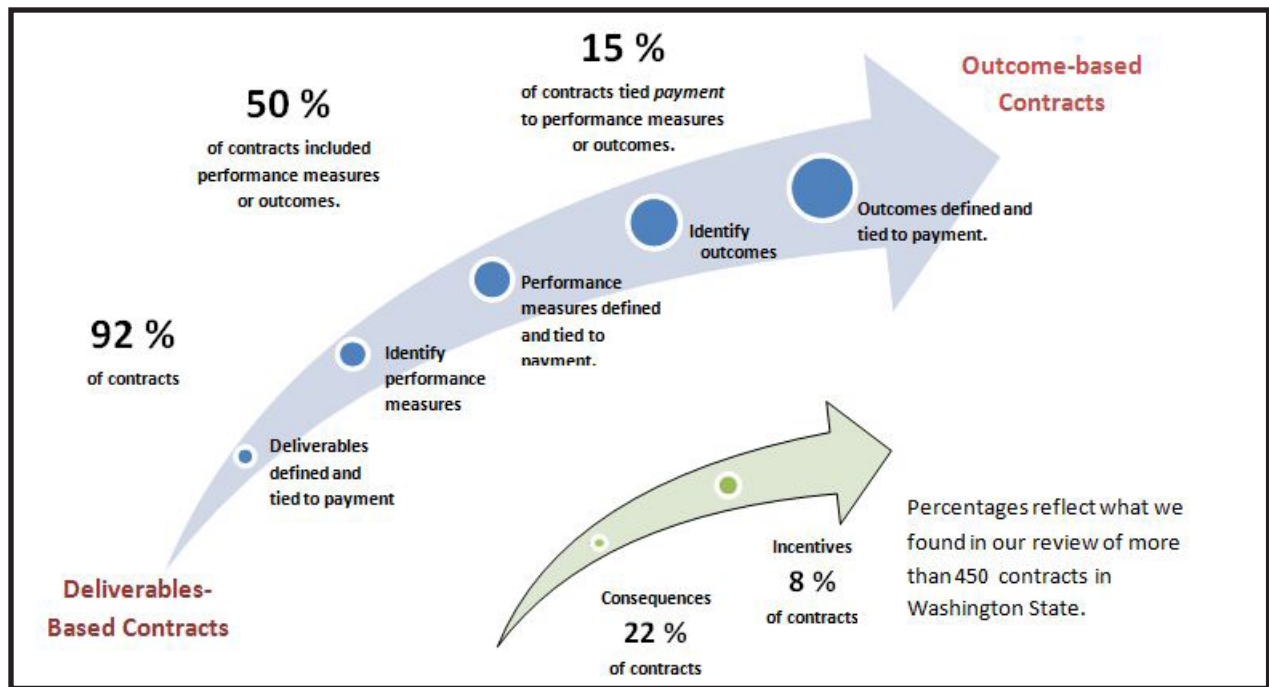 15 %
of contracts tied payment
to performance measures
or outcomes.
Outcome-based
Contracts
50 %
of contracts included
performance measures
or outcomes.
Outcomes defined and
tied to payment.
Identify
outcomes
Performance
measures defined
and tied to
payment.
92 %
of contracts
Identify
performance
measures
Deliverables
defined and
tied to payment
Deliverables-
Based Contracts
Consequences
22 %
of contracts
Incentives
8 %
of contracts
Percentages reflect what we
found in our review of more
than 450 contracts in
Washington State.